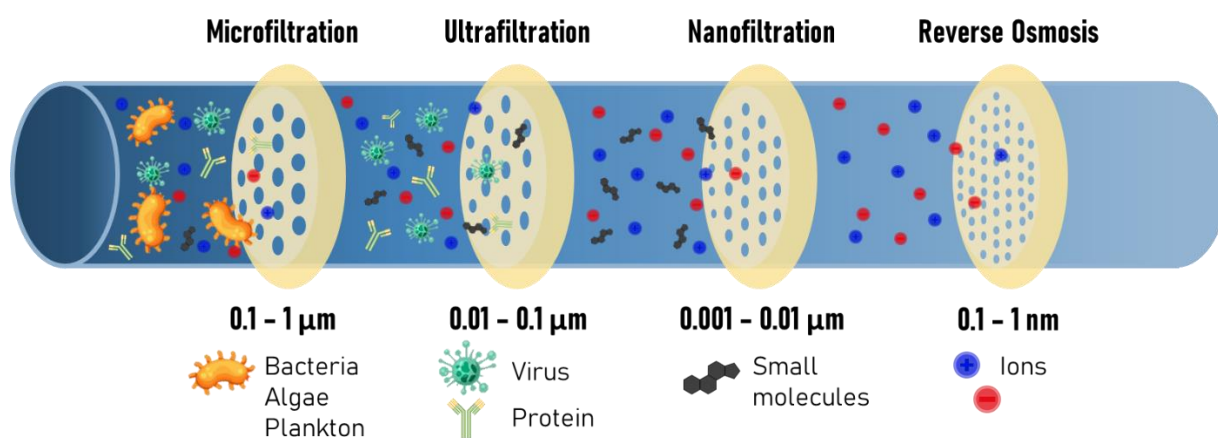 Microfiltration
Ultrafiltration
Nanofiltration
Reverse Osmosis
0.1 – 1 μm
0.01 – 0.1 μm
0.001 – 0.01 μm
0.1 – 1 nm
Bacteria
Algae
Plankton
Virus
Protein
Small
molecules
Ions